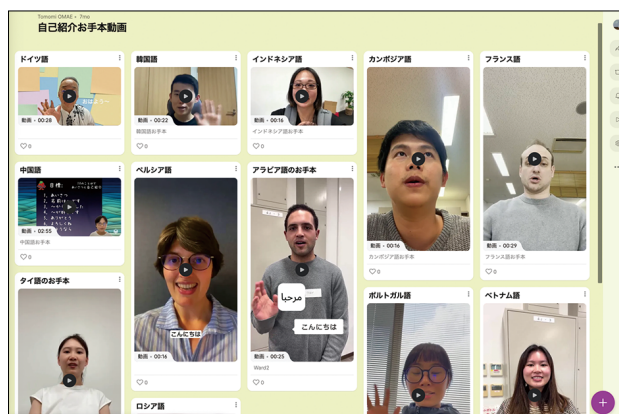 Tomomi OMAE • 7mo
自己紹介お手本動画
ドイツ語
おはよう〜
動画 • 00:28
0
韓国語
動画 • 00:22
韓国語お手本
0
インドネシア語
動画 • 00:16
インドネシア語お手本
0
カンボジア語
動画 • 00:16
カンボジア語お手本
0
フランス語
動画 • 00:29
フランス語お手本
0
中国語
目標:
動画 • 02:55
中国語お手本
0
ペルシア語
こんにちは
動画 • 00:16
0
アラビア語のお手本
مرحبا
こんにちは
動画 • 00:25
Ward2
0
タイ語のお手本
ポルトガル語
ベトナム語
ロシア語